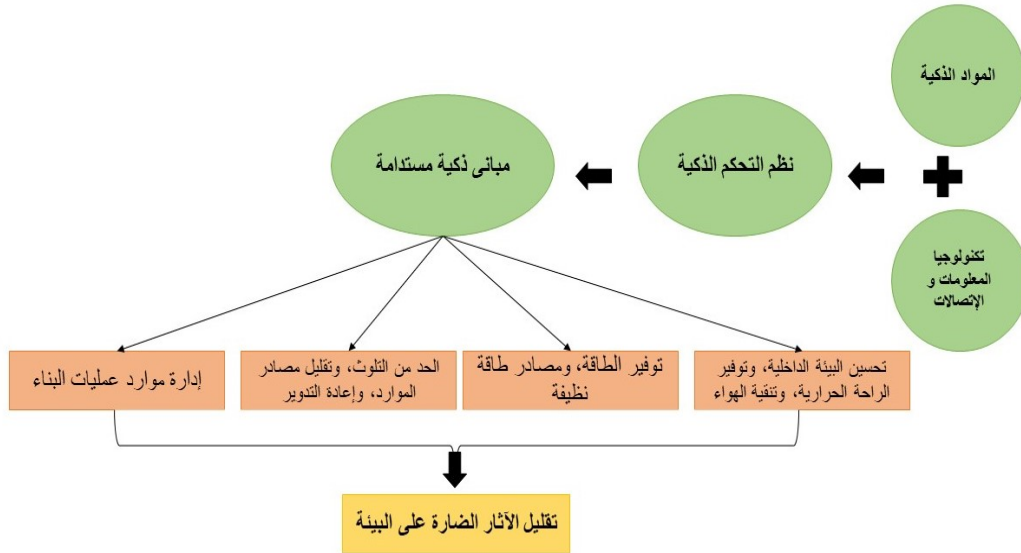 المواد الذكية
تكنولوجيا
المعلومات و
الإتصالات
نظم التحكم الذكية
مبانى ذكية مستدامة
تحسين البيئة الداخلية، وتوفير
الراحة الحرارية، وتنقية الهواء
توفير الطاقة، ومصادر طاقة
نظيفة
الحد من التلوث، وتقليل مصادر
الموارد، وإعادة التدوير
إدارة موارد عمليات البناء
تقليل الآثار الضارة على البيئة